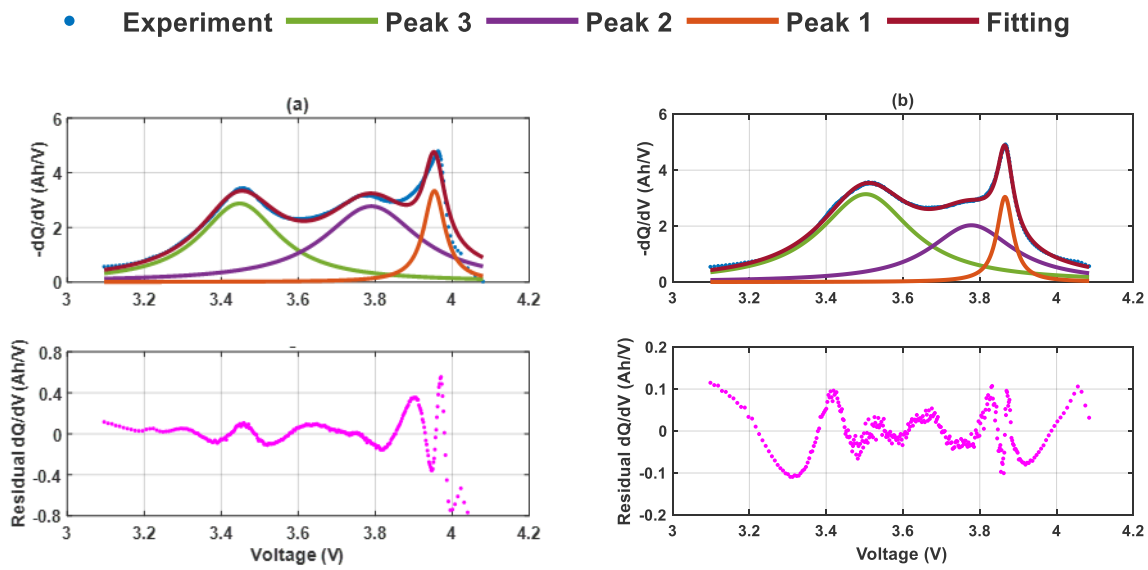 Experiment Peak 3 Peak 2 Peak 1 Fitting
(a)
-dQ/dV (Ah/V)
6
4
2
0
3 3.2 3.4 3.6 3.8 4 4.2
Residual dQ/dV (Ah/V)
0.8
0.4
0
-0.4
-0.8
3 3.2 3.4 3.6 3.8 4 4.2
Voltage (V)
(b)
-dQ/dV (Ah/V)
6
4
2
0
3 3.2 3.4 3.6 3.8 4 4.2
Residual dQ/dV (Ah/V)
0.2
0.1
0
-0.1
-0.2
3 3.2 3.4 3.6 3.8 4 4.2
Voltage (V)